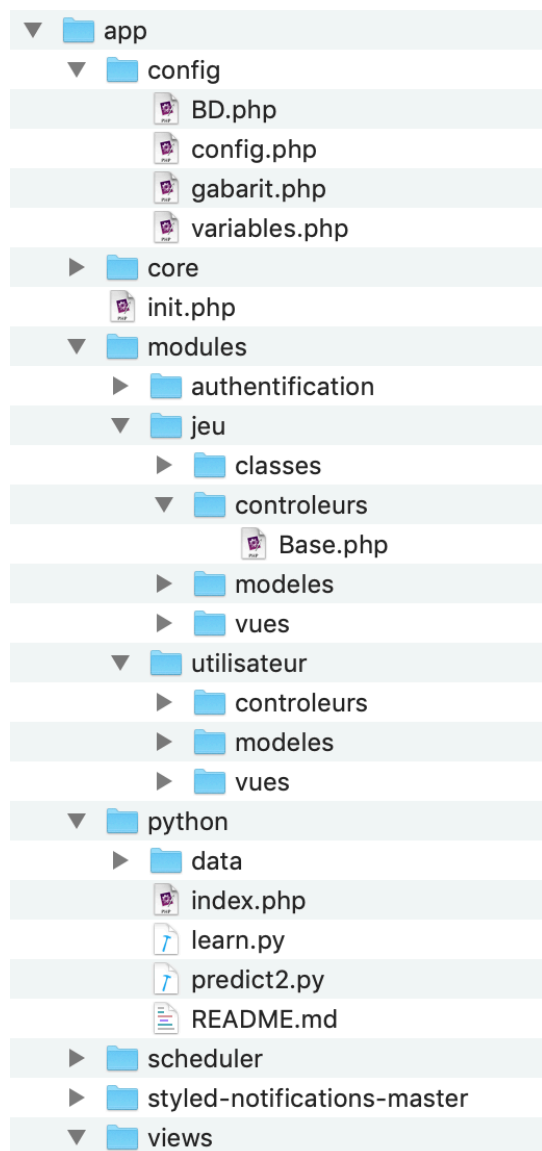 app
config
BD.php
config.php
gabarit.php
variables.php
core
init.php
modules
authentification
jeu
classes
controleurs
Base.php
modeles
vues
utilisateur
controleurs
modeles
vues
python
data
index.php
learn.py
predict2.py
README.md
scheduler
styled-notifications-master
views